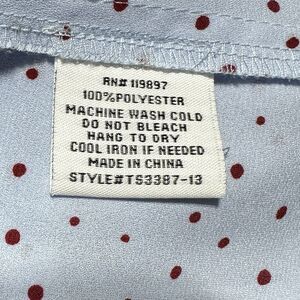 RN# 119897
100%POLYESTER
MACHINE WASH COLD
DO NOT BLEACH
HANG TO DRY
COOL IRON IF NEEDED
MADE IN CHINA
STYLE#TS3387-13